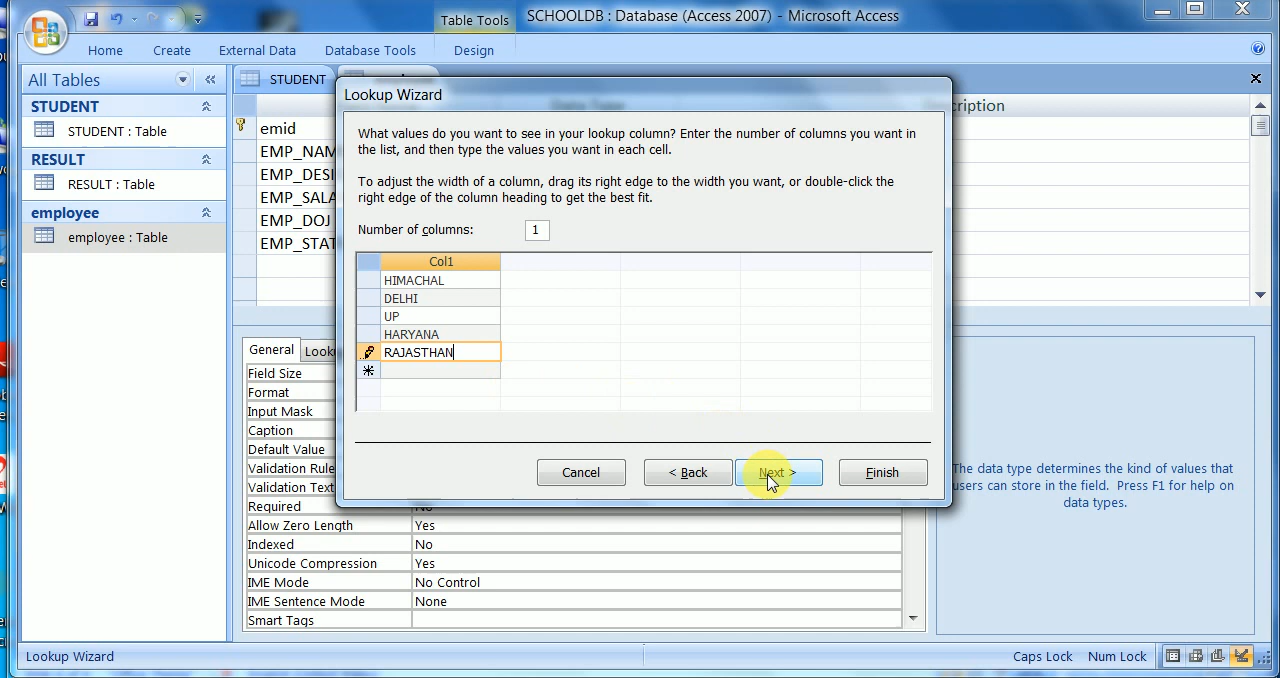 Table Tools
SCHOOLDB : Database (Access 2007) - Microsoft Access
Home
Create
External Data
Database Tools
Design
All Tables
STUDENT
STUDENT : Table
RESULT
RESULT : Table
employee
employee : Table
STUDENT
emid
EMP_NAM
EMP_DESI
EMP_SALA
EMP_DOJ
EMP_STAT
Lookup Wizard
What values do you want to see in your lookup column? Enter the number of columns you want in
the list, and then type the values you want in each cell.
To adjust the width of a column, drag its right edge to the width you want, or double-click the
right edge of the column heading to get the best fit.
Number of columns:
1
Col1
HIMACHAL
DELHI
UP
HARYANA
RAJASTHAN
Cancel
< Back
Next >
Finish
General
Looku
Field Size
Format
Input Mask
Caption
Default Value
Validation Rule
Validation Text
Required
No
Allow Zero Length
Yes
Indexed
No
Unicode Compression
Yes
IME Mode
No Control
IME Sentence Mode
None
Smart Tags
The data type determines the kind of values that
users can store in the field. Press F1 for help on
data types.
Lookup Wizard
Caps Lock
Num Lock